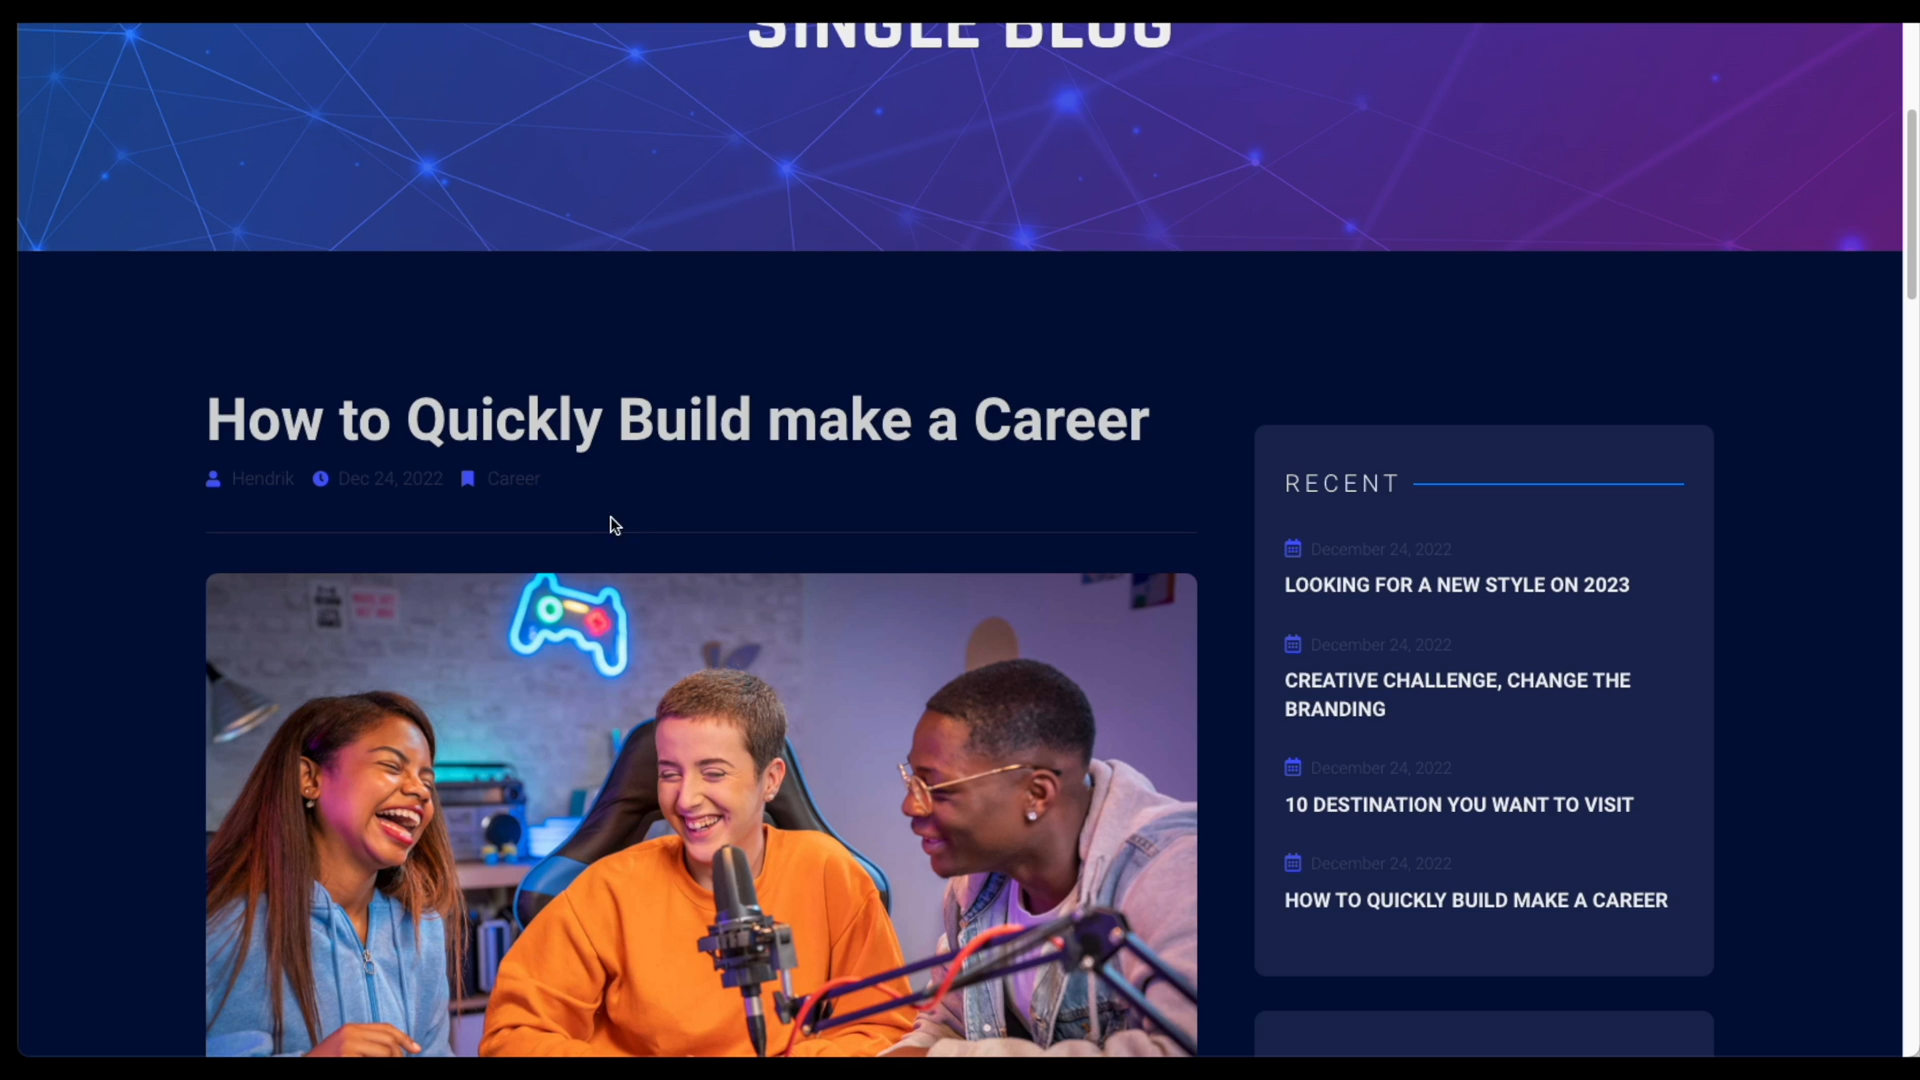 SINGLE BLOG
How to Quickly Build make a Career
Hendrik Dec 24, 2022 Career
RECENT
December 24, 2022
LOOKING FOR A NEW STYLE ON 2023
December 24, 2022
CREATIVE CHALLENGE, CHANGE THE
BRANDING
December 24, 2022
10 DESTINATION YOU WANT TO VISIT
December 24, 2022
HOW TO QUICKLY BUILD MAKE A CAREER